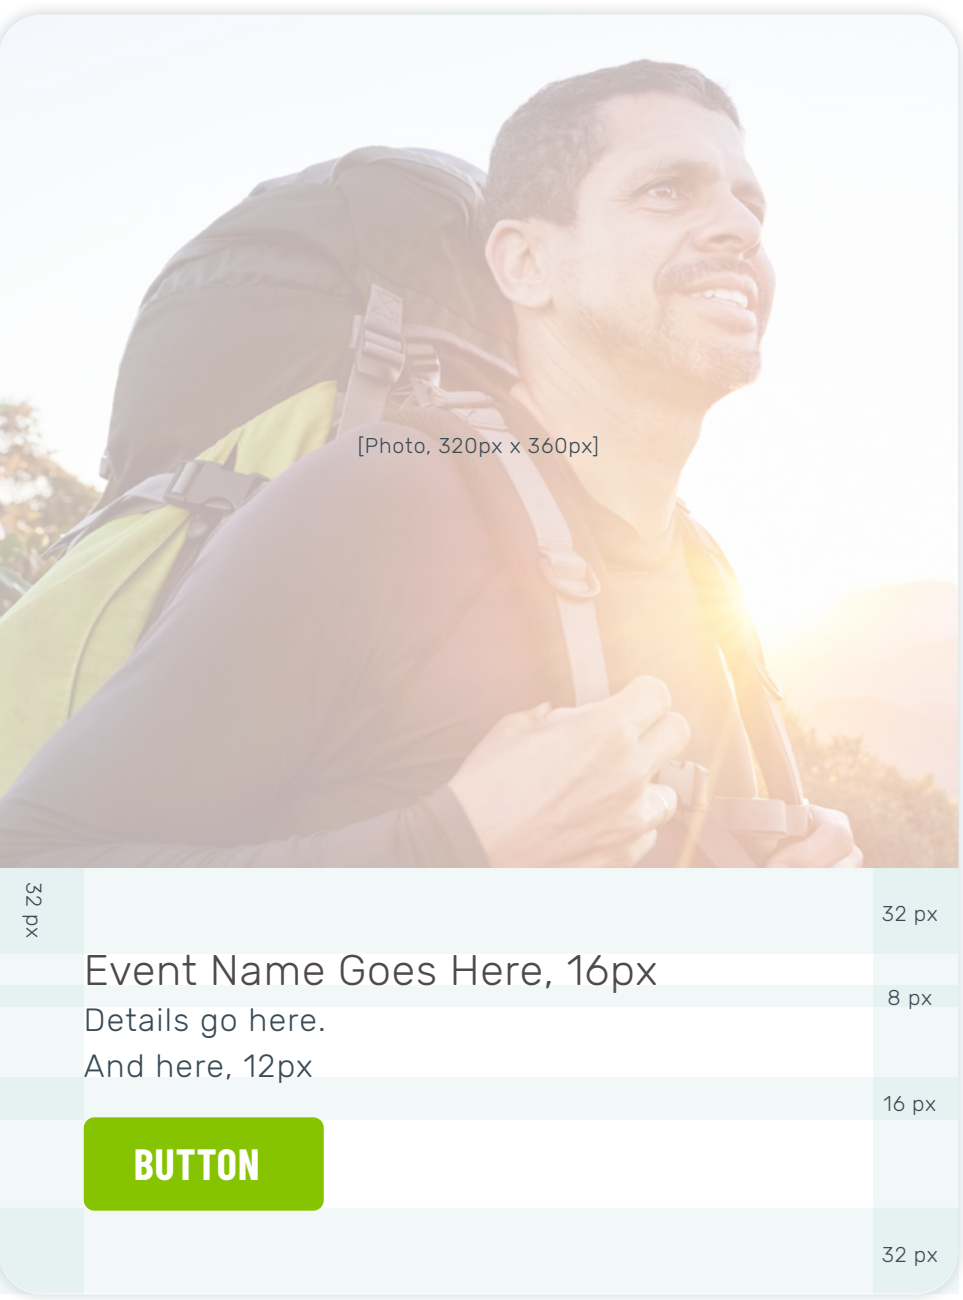 [Photo, 320px x 360px]
32 px
32 px
Event Name Goes Here, 16px
8 px
Details go here.
And here, 12px
16 px
BUTTON
32 px